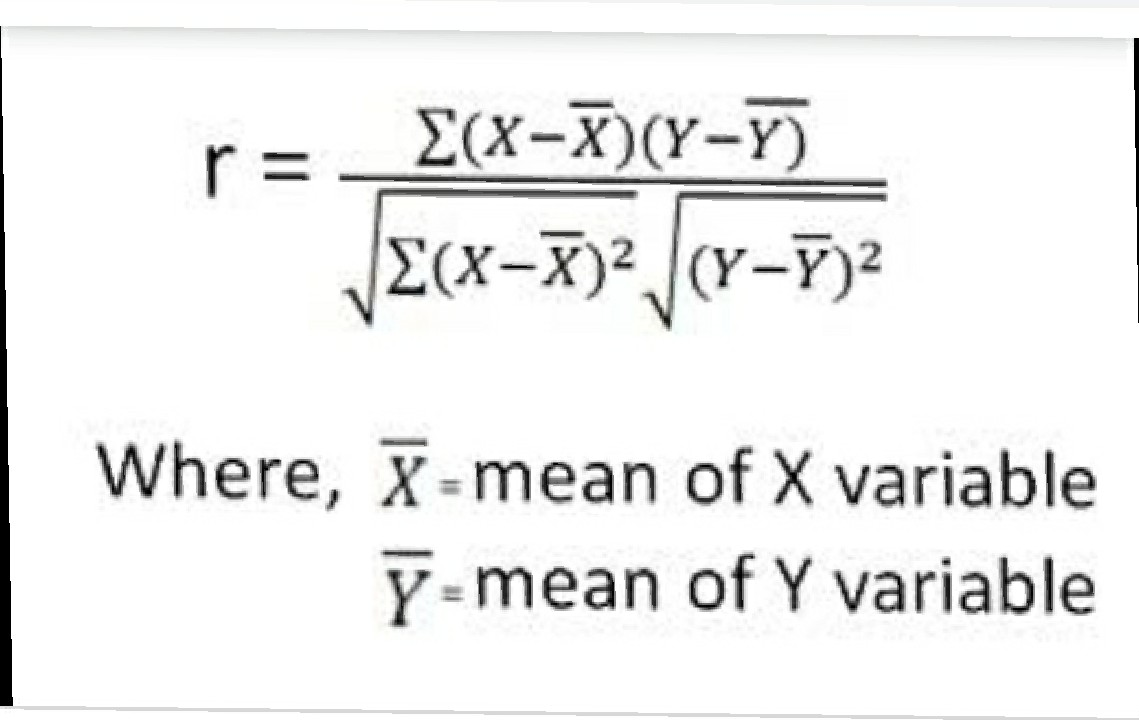 r = ∑(X−X̅)(Y−Y̅) / √∑(X−X̅)² √(Y−Y̅)²
Where, X̅ = mean of X variable
Y̅ = mean of Y variable